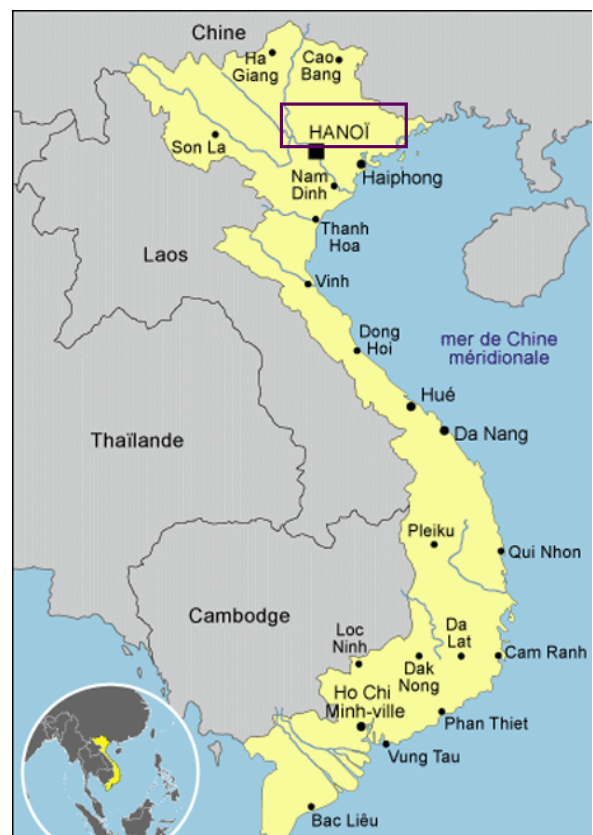 Chine
Ha
Giang
Cao
Bang
HANOÏ
Son La
Haiphong
Nam
Dinh
Thanh
Hoa
Laos
Vinh
Dong
Hoi
mer de Chine
méridionale
Hué
Da Nang
Thaïlande
Pleiku
Qui Nhon
Cambodge
Loc
Ninh
Da
Lat
Cam Ranh
Dak
Nong
Ho Chi
Minh-ville
Phan Thiet
Vung Tau
Bac Liêu